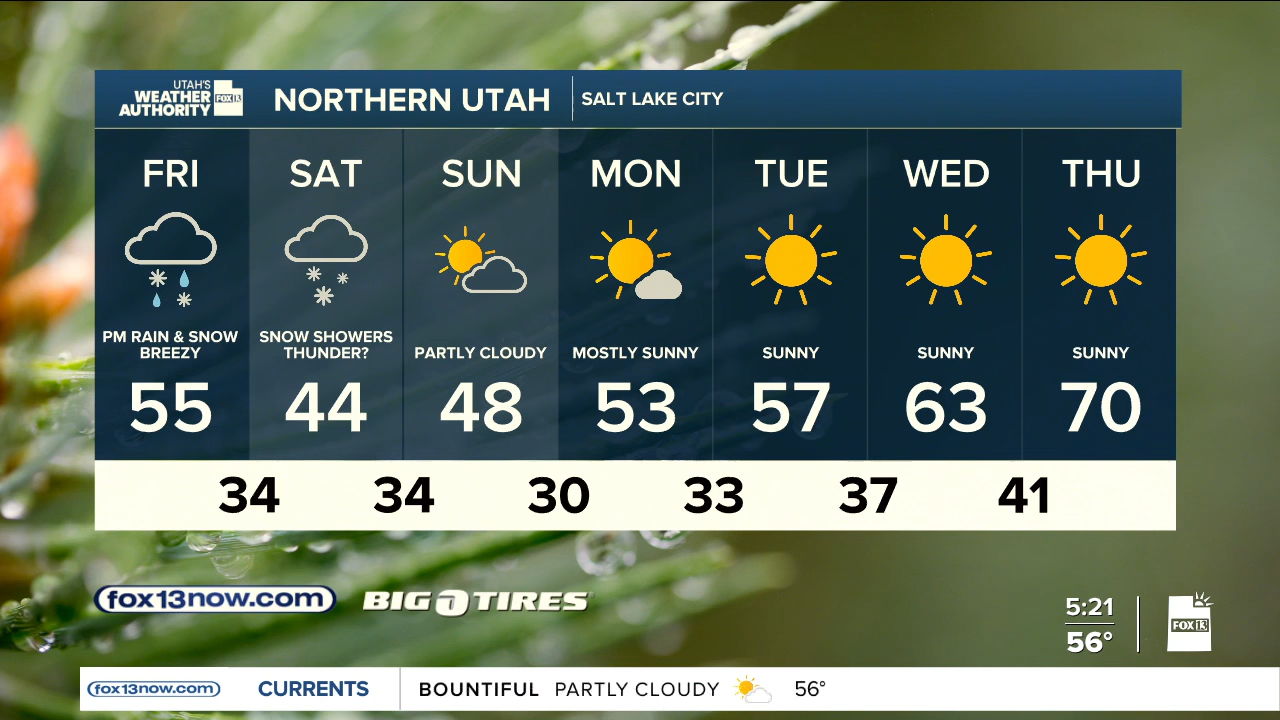 UTAH'S
WEATHER
AUTHORITY
FOX 13
NORTHERN UTAH
SALT LAKE CITY
FRI SAT SUN MON TUE WED THU
PM RAIN & SNOW
BREEZY
SNOW SHOWERS
THUNDER?
PARTLY CLOUDY
MOSTLY SUNNY
SUNNY
SUNNY
SUNNY
55 44 48 53 57 63 70
34 34 30 33 37 41
fox13now.com
BIG O TIRES
5:21
56°
FOX 13
fox13now.com CURRENTS BOUNTIFUL PARTLY CLOUDY 56°